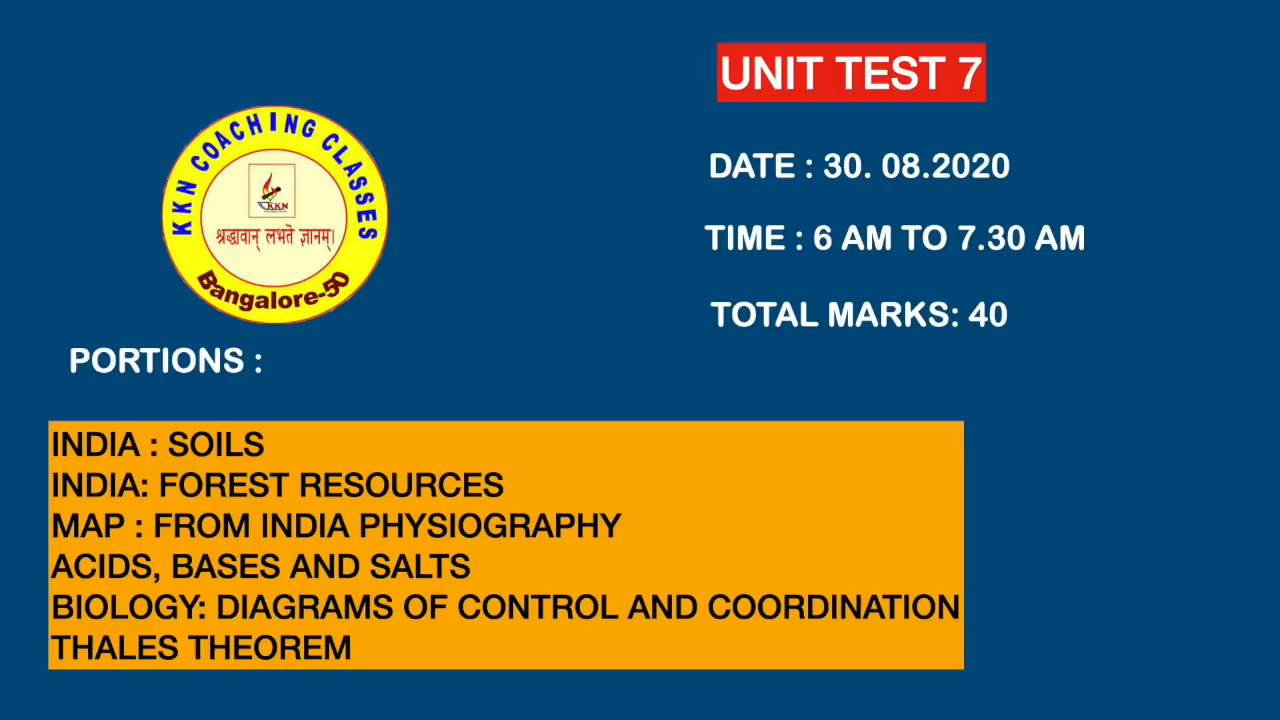 UNIT TEST 7
KKN COACHING CLASSES
KKN
श्रद्धावान् लभतॆ ज्ञानम्।
Bangalore-50
DATE : 30. 08.2020
TIME : 6 AM TO 7.30 AM
TOTAL MARKS: 40
PORTIONS :
INDIA : SOILS
INDIA: FOREST RESOURCES
MAP : FROM INDIA PHYSIOGRAPHY
ACIDS, BASES AND SALTS
BIOLOGY: DIAGRAMS OF CONTROL AND COORDINATION
THALES THEOREM